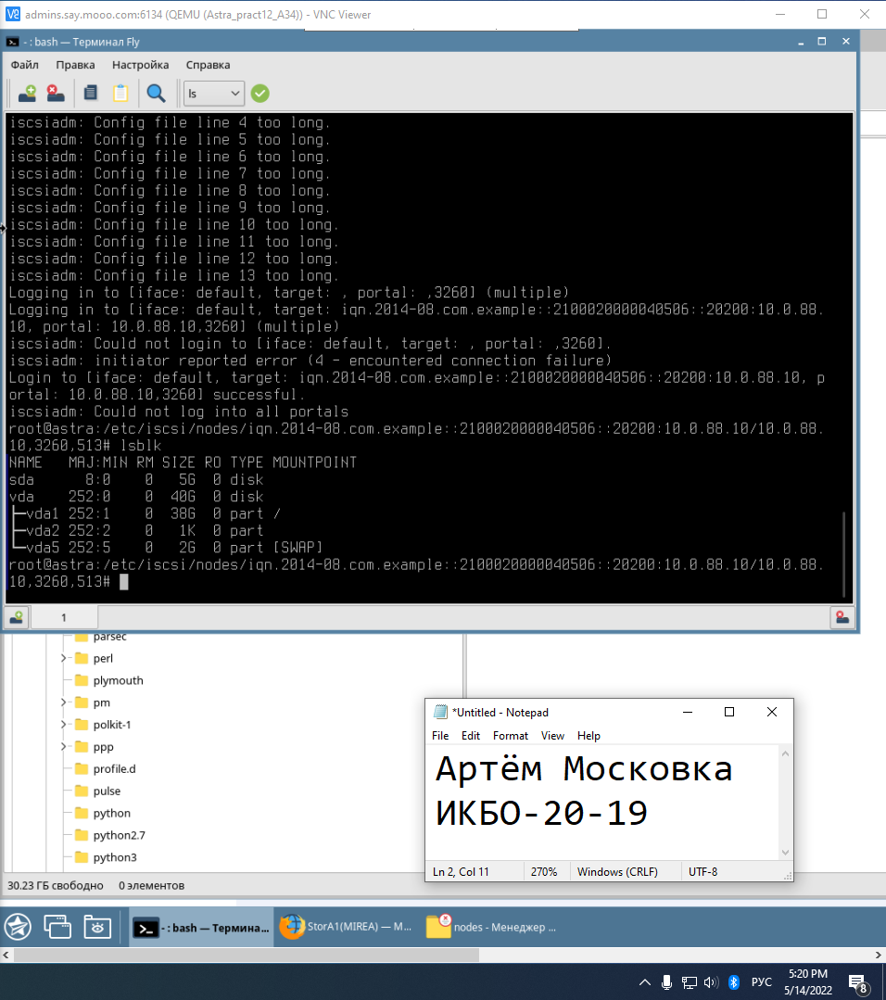 admins.say.mooo.com:6134 (QEMU (Astra_pract12_A34)) - VNC Viewer
- : bash — Терминал Fly
Файл Правка Настройка Справка
ls
iscsiadm: Config file line 4 too long.
iscsiadm: Config file line 5 too long.
iscsiadm: Config file line 6 too long.
iscsiadm: Config file line 7 too long.
iscsiadm: Config file line 8 too long.
iscsiadm: Config file line 9 too long.
iscsiadm: Config file line 10 too long.
iscsiadm: Config file line 11 too long.
iscsiadm: Config file line 12 too long.
iscsiadm: Config file line 13 too long.
Logging in to [iface: default, target: , portal: ,3260] (multiple)
Logging in to [iface: default, target: iqn.2014-08.com.example::2100020000040506::20200:10.0.88.
10, portal: 10.0.88.10,3260] (multiple)
iscsiadm: Could not login to [iface: default, target: , portal: ,3260].
iscsiadm: initiator reported error (4 - encountered connection failure)
Login to [iface: default, target: iqn.2014-08.com.example::2100020000040506::20200:10.0.88.10, p
ortal: 10.0.88.10,3260] successful.
iscsiadm: Could not log into all portals
root@astra:/etc/iscsi/nodes/iqn.2014-08.com.example::2100020000040506::20200:10.0.88.10/10.0.88.
10,3260,513# lsblk
NAME   MAJ:MIN RM SIZE RO TYPE MOUNTPOINT
sda      8:0    0   5G  0 disk
vda    252:0    0  40G  0 disk
├─vda1 252:1    0  38G  0 part /
├─vda2 252:2    0   1K  0 part
└─vda5 252:5    0   2G  0 part [SWAP]
root@astra:/etc/iscsi/nodes/iqn.2014-08.com.example::2100020000040506::20200:10.0.88.10/10.0.88.
10,3260,513#
1
parsec
perl
plymouth
pm
polkit-1
ppp
profile.d
pulse
python
python2.7
python3
*Untitled - Notepad
File Edit Format View Help
Артём Московка
ИКБО-20-19
Ln 2, Col 11 270% Windows (CRLF) UTF-8
30.23 ГБ свободно 0 элементов
- : bash — Термина... StorA1(MIREA) — М... nodes - Менеджер ...
РУС
5:20 PM
5/14/2022
8